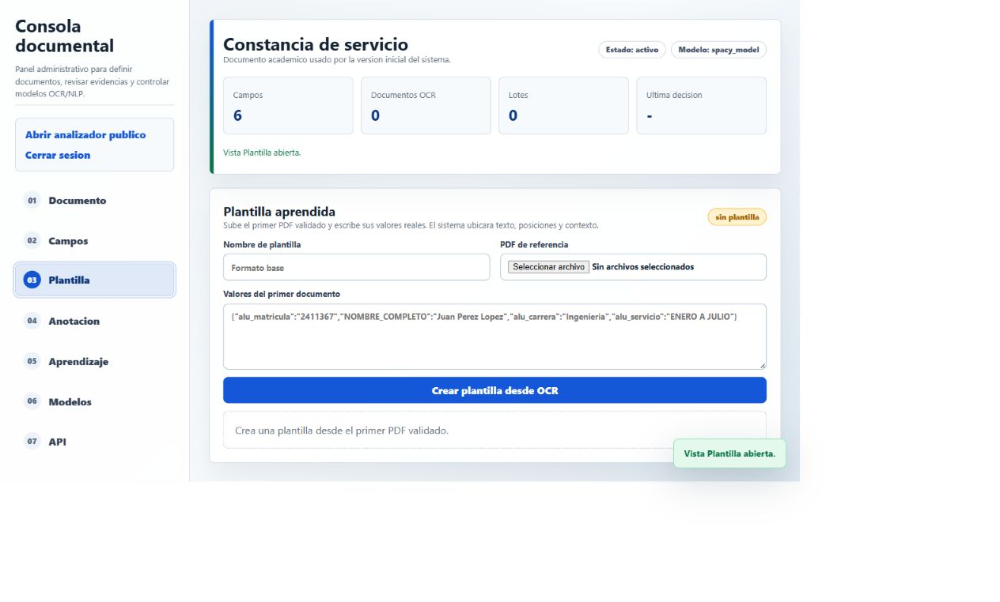 Consola
documental
Panel administrativo para definir
documentos, revisar evidencias y controlar
modelos OCR/NLP.
Abrir analizador publico
Cerrar sesion
01 Documento
02 Campos
03 Plantilla
04 Anotacion
05 Aprendizaje
06 Modelos
07 API
Constancia de servicio
Documento academico usado por la version inicial del sistema.
Estado: activo
Modelo: spacy_model
Campos
6
Documentos OCR
0
Lotes
0
Ultima decision
-
Vista Plantilla abierta.
Plantilla aprendida
Sube el primer PDF validado y escribe sus valores reales. El sistema ubicara texto, posiciones y contexto.
sin plantilla
Nombre de plantilla
Formato base
PDF de referencia
Seleccionar archivo Sin archivos seleccionados
Valores del primer documento
{"alu_matricula":"2411367","NOMBRE_COMPLETO":"Juan Perez Lopez","alu_carrera":"Ingenieria","alu_servicio":"ENERO A JULIO"}
Crear plantilla desde OCR
Crea una plantilla desde el primer PDF validado.
Vista Plantilla abierta.